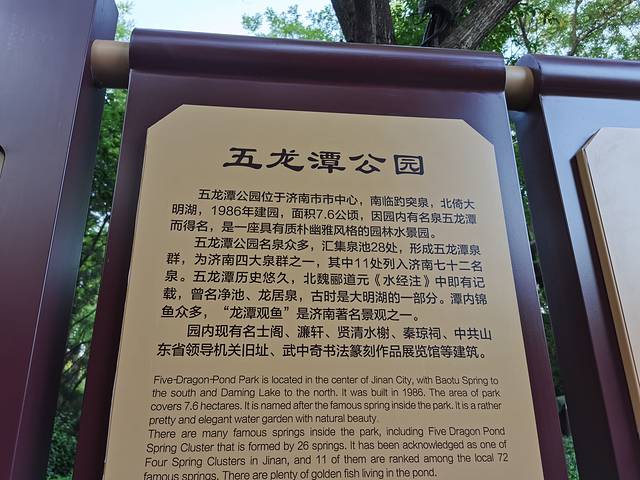 五龙潭公园
五龙潭公园位于济南市市中心，南临趵突泉，北倚大
明湖，1986年建园，面积7.6公顷，因园内有名泉五龙潭
而得名，是一座具有质朴幽雅风格的园林水景园。
五龙潭公园名泉众多，汇集泉池28处，形成五龙潭泉
群，为济南四大泉群之一，其中11处列入济南七十二名
泉。五龙潭历史悠久，北魏郦道元《水经注》中即有记
载，曾名净池、龙居泉，古时是大明湖的一部分。潭内锦
鱼众多，“龙潭观鱼”是济南著名景观之一。
园内现有名士阁、濂轩、贤清水榭、秦琼祠、中共山
东省领导机关旧址、武中奇书法篆刻作品展览馆等建筑。
Five-Dragon-Pond Park is located in the center of Jinan City, with Baotu Spring to
the south and Daming Lake to the north. It was built in 1986. The area of park
covers 7.6 hectares. It is named after the famous spring inside the park. It is a rather
pretty and elegant water garden with natural beauty.
There are many famous springs inside the park, including Five Dragon Pond
Spring Cluster that is formed by 26 springs. It has been acknowledged as one of
Four Spring Clusters in Jinan, and 11 of them are ranked among the local 72
famous springs. There are plenty of golden fish living in the pond.